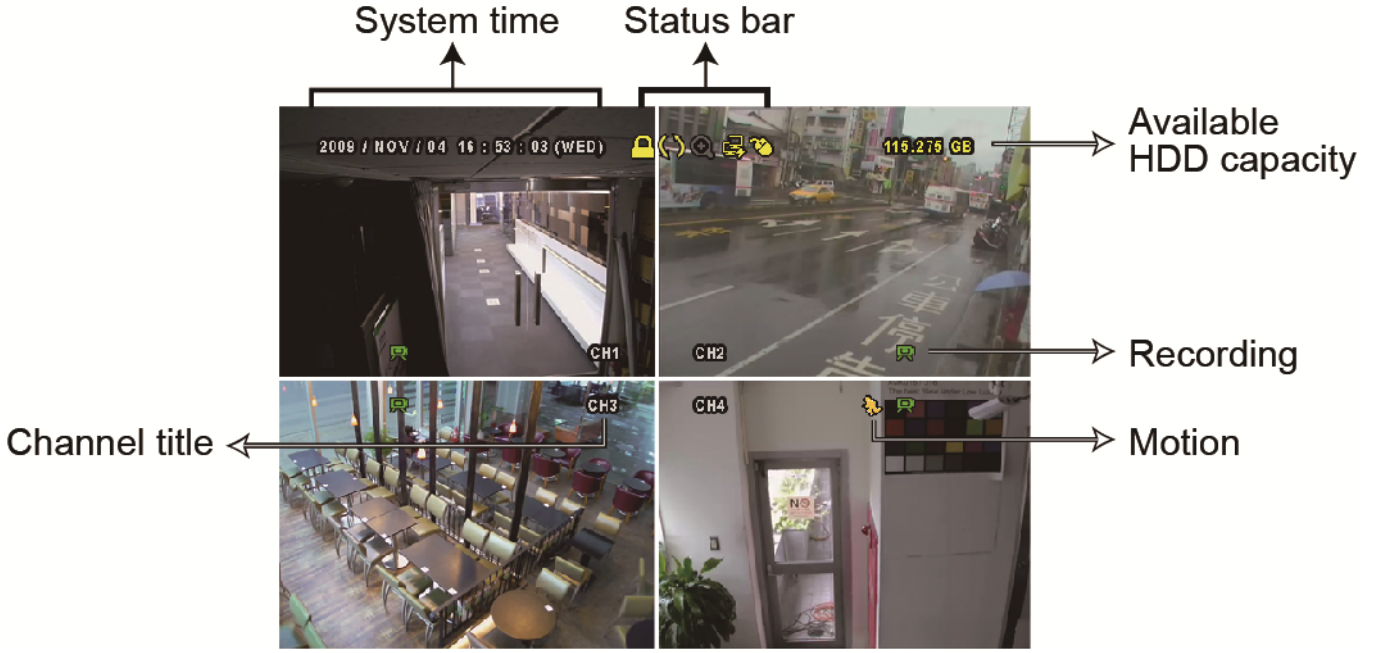 System time
Status bar
2009 / NOV / 04 16 : 53 : 03 (WED)
115.275 GB
Available
HDD capacity
CH1
CH2
Recording
CH3
CH4
Channel title
Motion
NO